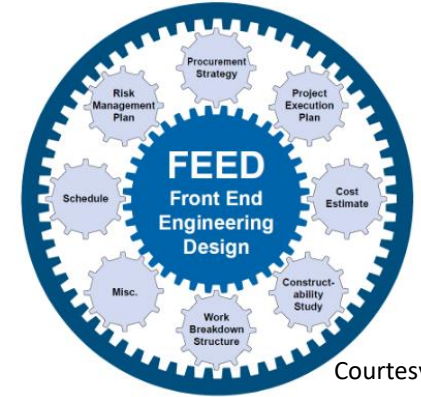 Procurement
Strategy
Risk
Management
Plan
Project
Execution
Plan
FEED
Front End
Engineering
Design
Schedule
Cost
Estimate
Misc.
Construct-
ability
Study
Work
Breakdown
Structure